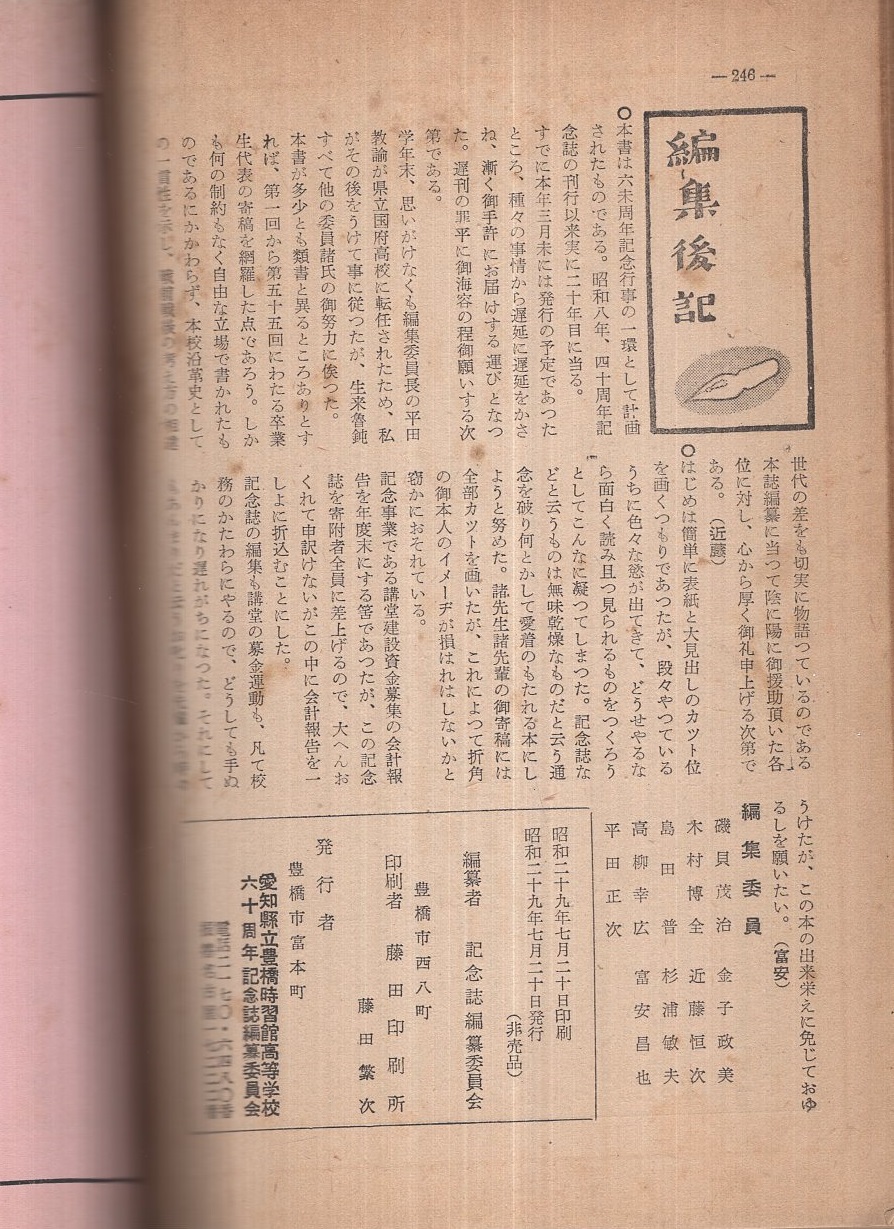 —246—
編集後記
○本書は六末周年記念行事の一環として計画
されたものである。昭和八年、四十周年記
念誌の刊行以来実に二十年目に当る。
すでに本年三月末には発行の予定であつた
ところ、種々の事情から遅延に遅延をかさ
ね、漸く御手許にお届けする運びとなつ
た。遅刊の罪平に御海容の程御願いする次
第である。
学年末、思いがけなくも編集委員長の平田
教諭が県立国府高校に転任されたため、私
がその後をうけて事に従つたが、生来魯鈍
すべて他の委員諸氏の御努力に俟つた。
本書が多少とも類書と異るところありとす
れば、第一回から第五十五回にわたる卒業
生代表の寄稿を網羅した点であろう。しか
も何の制約もなく自由な立場で書かれたも
のであるにかかわらず、本校沿革史として
の一貫性を示し、
世代の差をも切実に物語つているのである
本誌編纂に当つて陰に陽に御援助頂いた各
位に対し、心から厚く御礼申上げる次第で
ある。(近藤)
○はじめは簡単に表紙と大見出しのカツト位
を画くつもりであつたが、段々やつている
うちに色々な慾が出てきて、どうせやるな
ら面白く読み且つ見られるものをつくろう
としてこんなに凝つてしまつた。記念誌な
どと云うものは無味乾燥なものだと云う通
念を破り何とかして愛着のもたれる本にし
ようと努めた。諸先生諸先輩の御寄稿には
全部カツトを画いたが、これによつて折角
の御本人のイメーヂが損はれはしないかと
窃かにおそれている。
記念事業である講堂建設資金募集の会計報
告を年度末にする筈であつたが、この記念
誌を寄附者全員に差上げるので、大へんお
くれて申訳けないがこの中に会計報告を一
しよに折込むことにした。
記念誌の編集も講堂の募金運動も、凡て校
務のかたわらにやるので、どうしても手ぬ
かりになり遅れがちになつた。それにして
うけたが、この本の出来栄えに免じておゆ
るしを願いたい。(富安)
編集委員
磯貝茂治 金子政美
木村博全 近藤恒次
島田普 杉浦敏夫
高柳幸広 富安昌也
平田正次
昭和二十九年七月二十日印刷
昭和二十九年七月二十日発行
(非売品)
編纂者 記念誌編纂委員会
豊橋市西八町
印刷者 藤田印刷所
藤田繁次
発行者
豊橋市富本町
愛知縣立豊橋時習館高等学校
六十周年記念誌編纂委員会